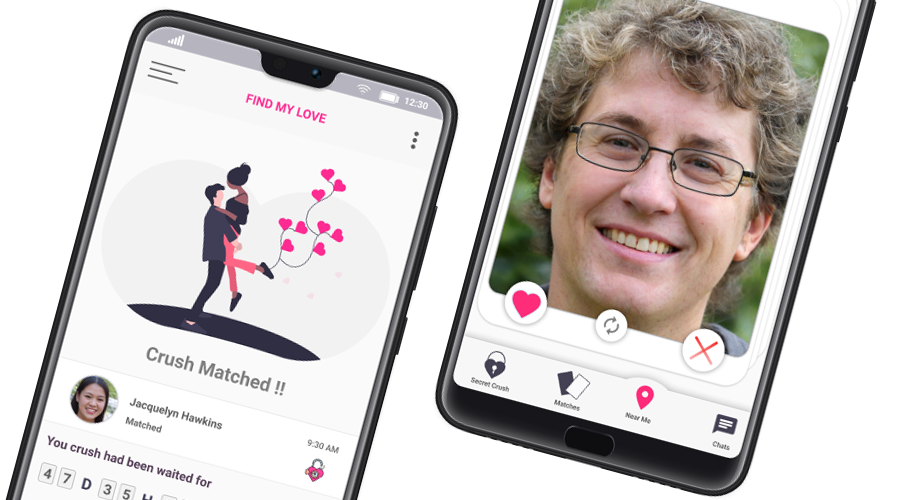 12:30
FIND MY LOVE
Crush Matched !!
Jacquelyn Hawkins
Matched
9:30 AM
You crush had been waited for
4 7 D 3 5 H
Secret Crush
Matches
Near Me
Chats